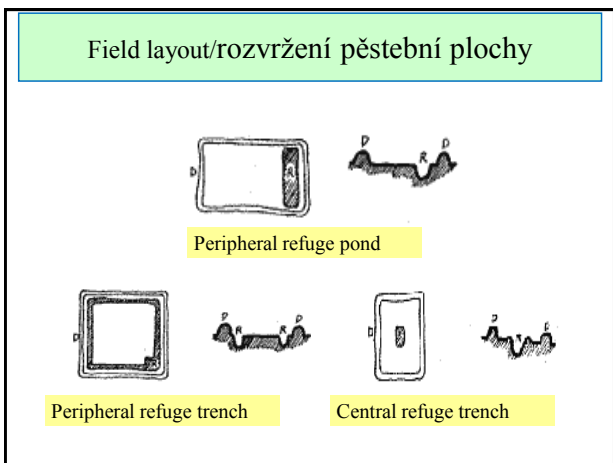 Field layout/rozvržení pěstební plochy
D R D D R
Peripheral refuge pond
D D R R D D D R D
Peripheral refuge trench Central refuge trench